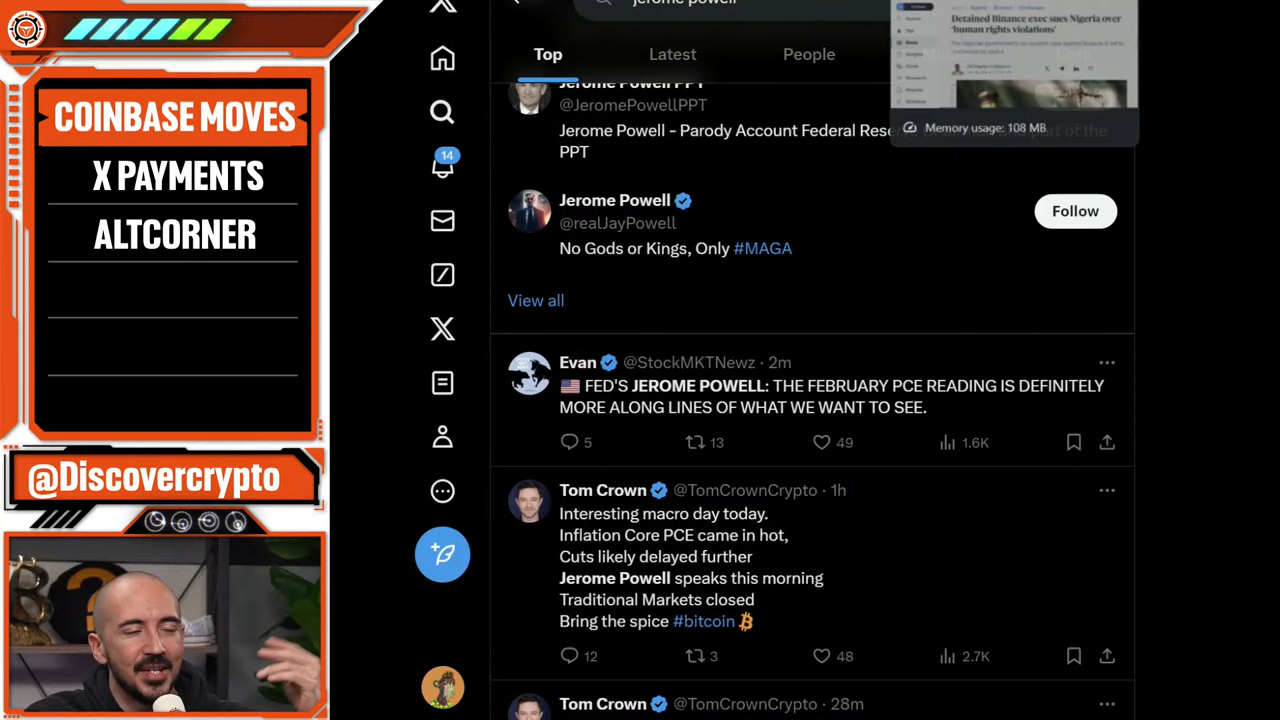 COINBASE MOVES
X PAYMENTS
ALTCORNER
@Discovercrypto
jerome powell
Top
Latest
People
Detained Binance exec sues Nigeria over
'human rights violations'
Memory usage: 108 MB
Jerome Powell PPT
@JeromePowellPPT
Jerome Powell - Parody Account Federal Reserve part of the
PPT
Jerome Powell
@realJayPowell
Follow
No Gods or Kings, Only #MAGA
View all
14
Evan @StockMKTNewz · 2m
FED'S JEROME POWELL: THE FEBRUARY PCE READING IS DEFINITELY
MORE ALONG LINES OF WHAT WE WANT TO SEE.
5 13 49 1.6K
Tom Crown @TomCrownCrypto · 1h
Interesting macro day today.
Inflation Core PCE came in hot,
Cuts likely delayed further
Jerome Powell speaks this morning
Traditional Markets closed
Bring the spice #bitcoin
12 3 48 2.7K
Tom Crown @TomCrownCrypto · 28m